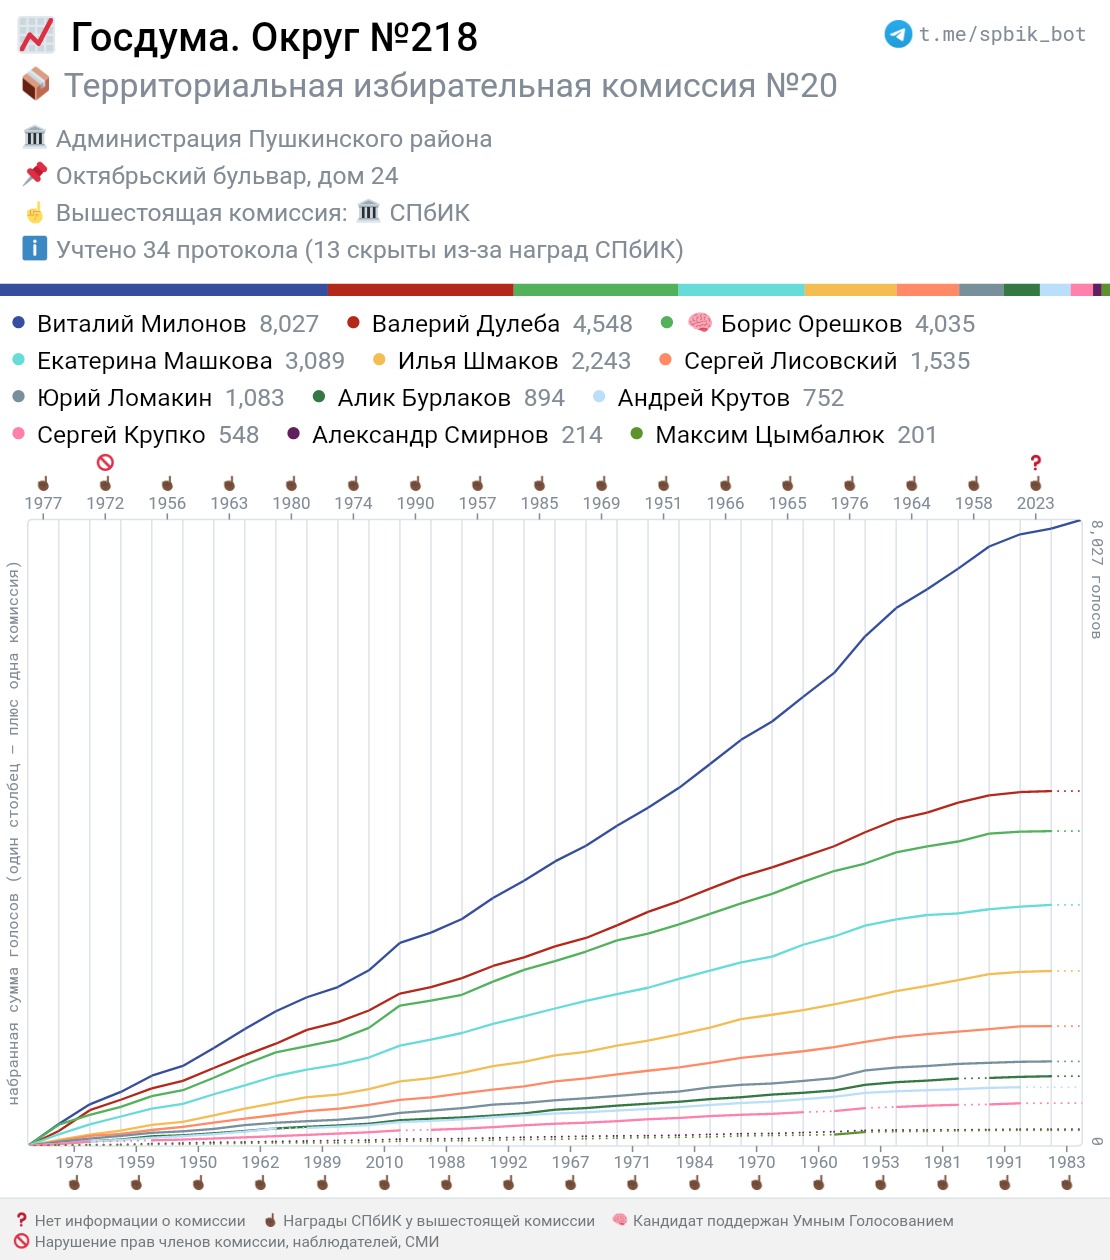 Госдума. Округ №218
t.me/spbik_bot
Территориальная избирательная комиссия №20
Администрация Пушкинского района
Октябрьский бульвар, дом 24
Вышестоящая комиссия: СПбИК
Учтено 34 протокола (13 скрыты из-за наград СПбИК)
Виталий Милонов 8,027 Валерий Дулеба 4,548 Борис Орешков 4,035
Екатерина Машкова 3,089 Илья Шмаков 2,243 Сергей Лисовский 1,535
Юрий Ломакин 1,083 Алик Бурлаков 894 Андрей Крутов 752
Сергей Крупко 548 Александр Смирнов 214 Максим Цымбалюк 201
1977 1972 1956 1963 1980 1974 1990 1957 1985 1969 1951 1966 1965 1976 1964 1958 2023
8,027 голосов
набранная сумма голосов (один столбец — плюс одна комиссия)
0
1978 1959 1950 1962 1989 2010 1988 1992 1967 1971 1984 1970 1960 1953 1981 1991 1983
Нет информации о комиссии Награды СПбИК у вышестоящей комиссии Кандидат поддержан Умным Голосованием
Нарушение прав членов комиссии, наблюдателей, СМИ